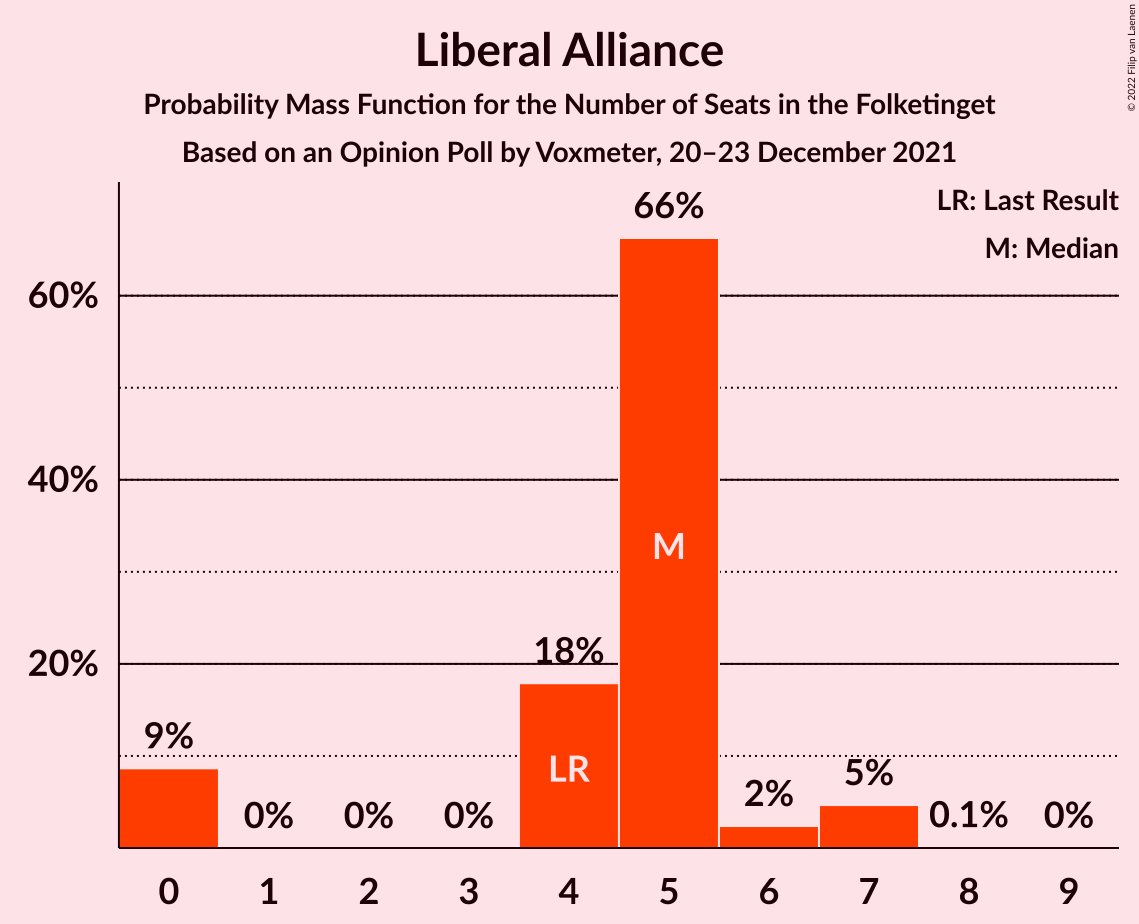 Liberal Alliance
Probability Mass Function for the Number of Seats in the Folketinget
Based on an Opinion Poll by Voxmeter, 20–23 December 2021
© 2022 Filip van Laenen
LR: Last Result
M: Median
60%
40%
20%
9%
0%
0%
0%
18%
66%
2%
5%
0.1%
0%
LR
M
0 1 2 3 4 5 6 7 8 9